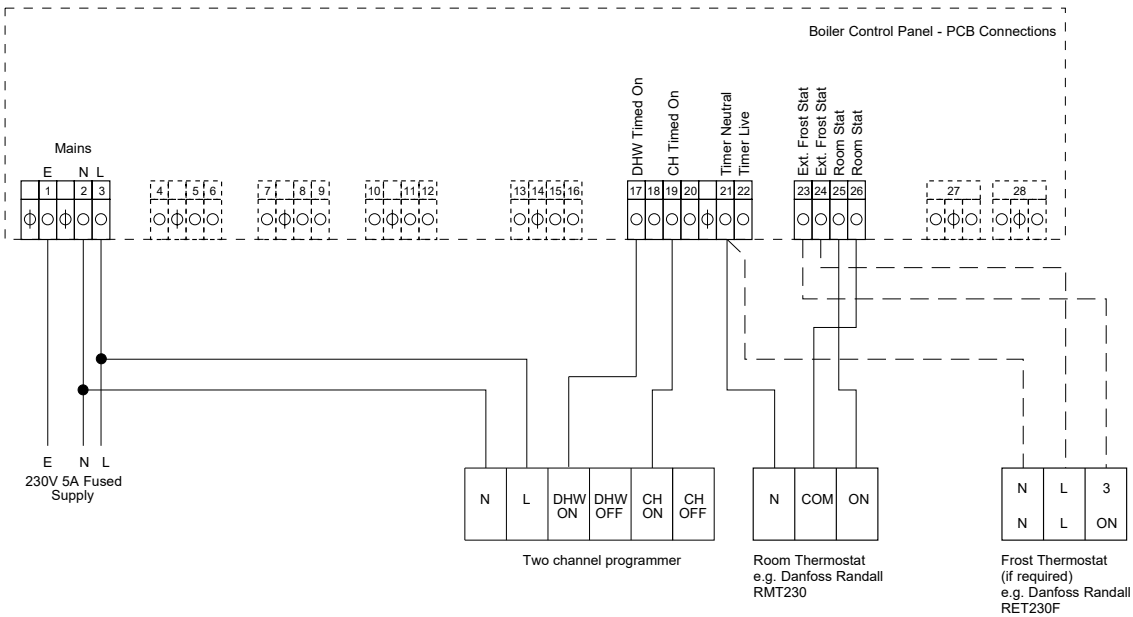 Boiler Control Panel - PCB Connections
DHW Timed On
CH Timed On
Timer Neutral
Timer Live
Ext. Frost Stat
Ext. Frost Stat
Room Stat
Room Stat
Mains
E N L
1 2 3
4 5 6
7 8 9
10 11 12
13 14 15 16
17 18 19 20 21 22
23 24 25 26
27
28
E N L
230V 5A Fused
Supply
N
L
DHW
ON
DHW
OFF
CH
ON
CH
OFF
Two channel programmer
N
COM
ON
Room Thermostat
e.g. Danfoss Randall
RMT230
N L 3
N L ON
Frost Thermostat
(if required)
e.g. Danfoss Randall
RET230F